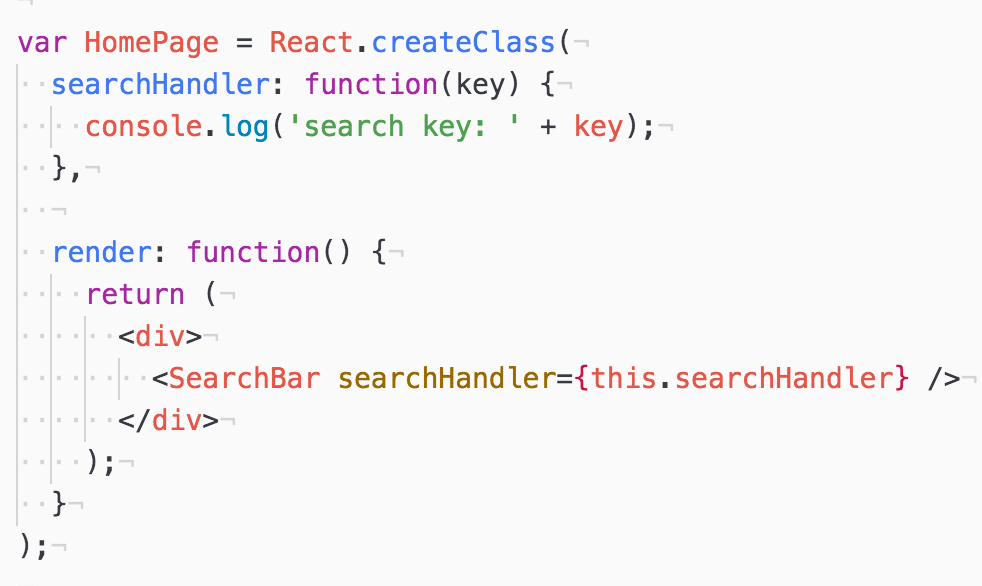 var HomePage = React.createClass(
  searchHandler: function(key) {
    console.log('search key: ' + key);
  },
  render: function() {
    return (
      <div>
        <SearchBar searchHandler={this.searchHandler} />
      </div>
    );
  }
);